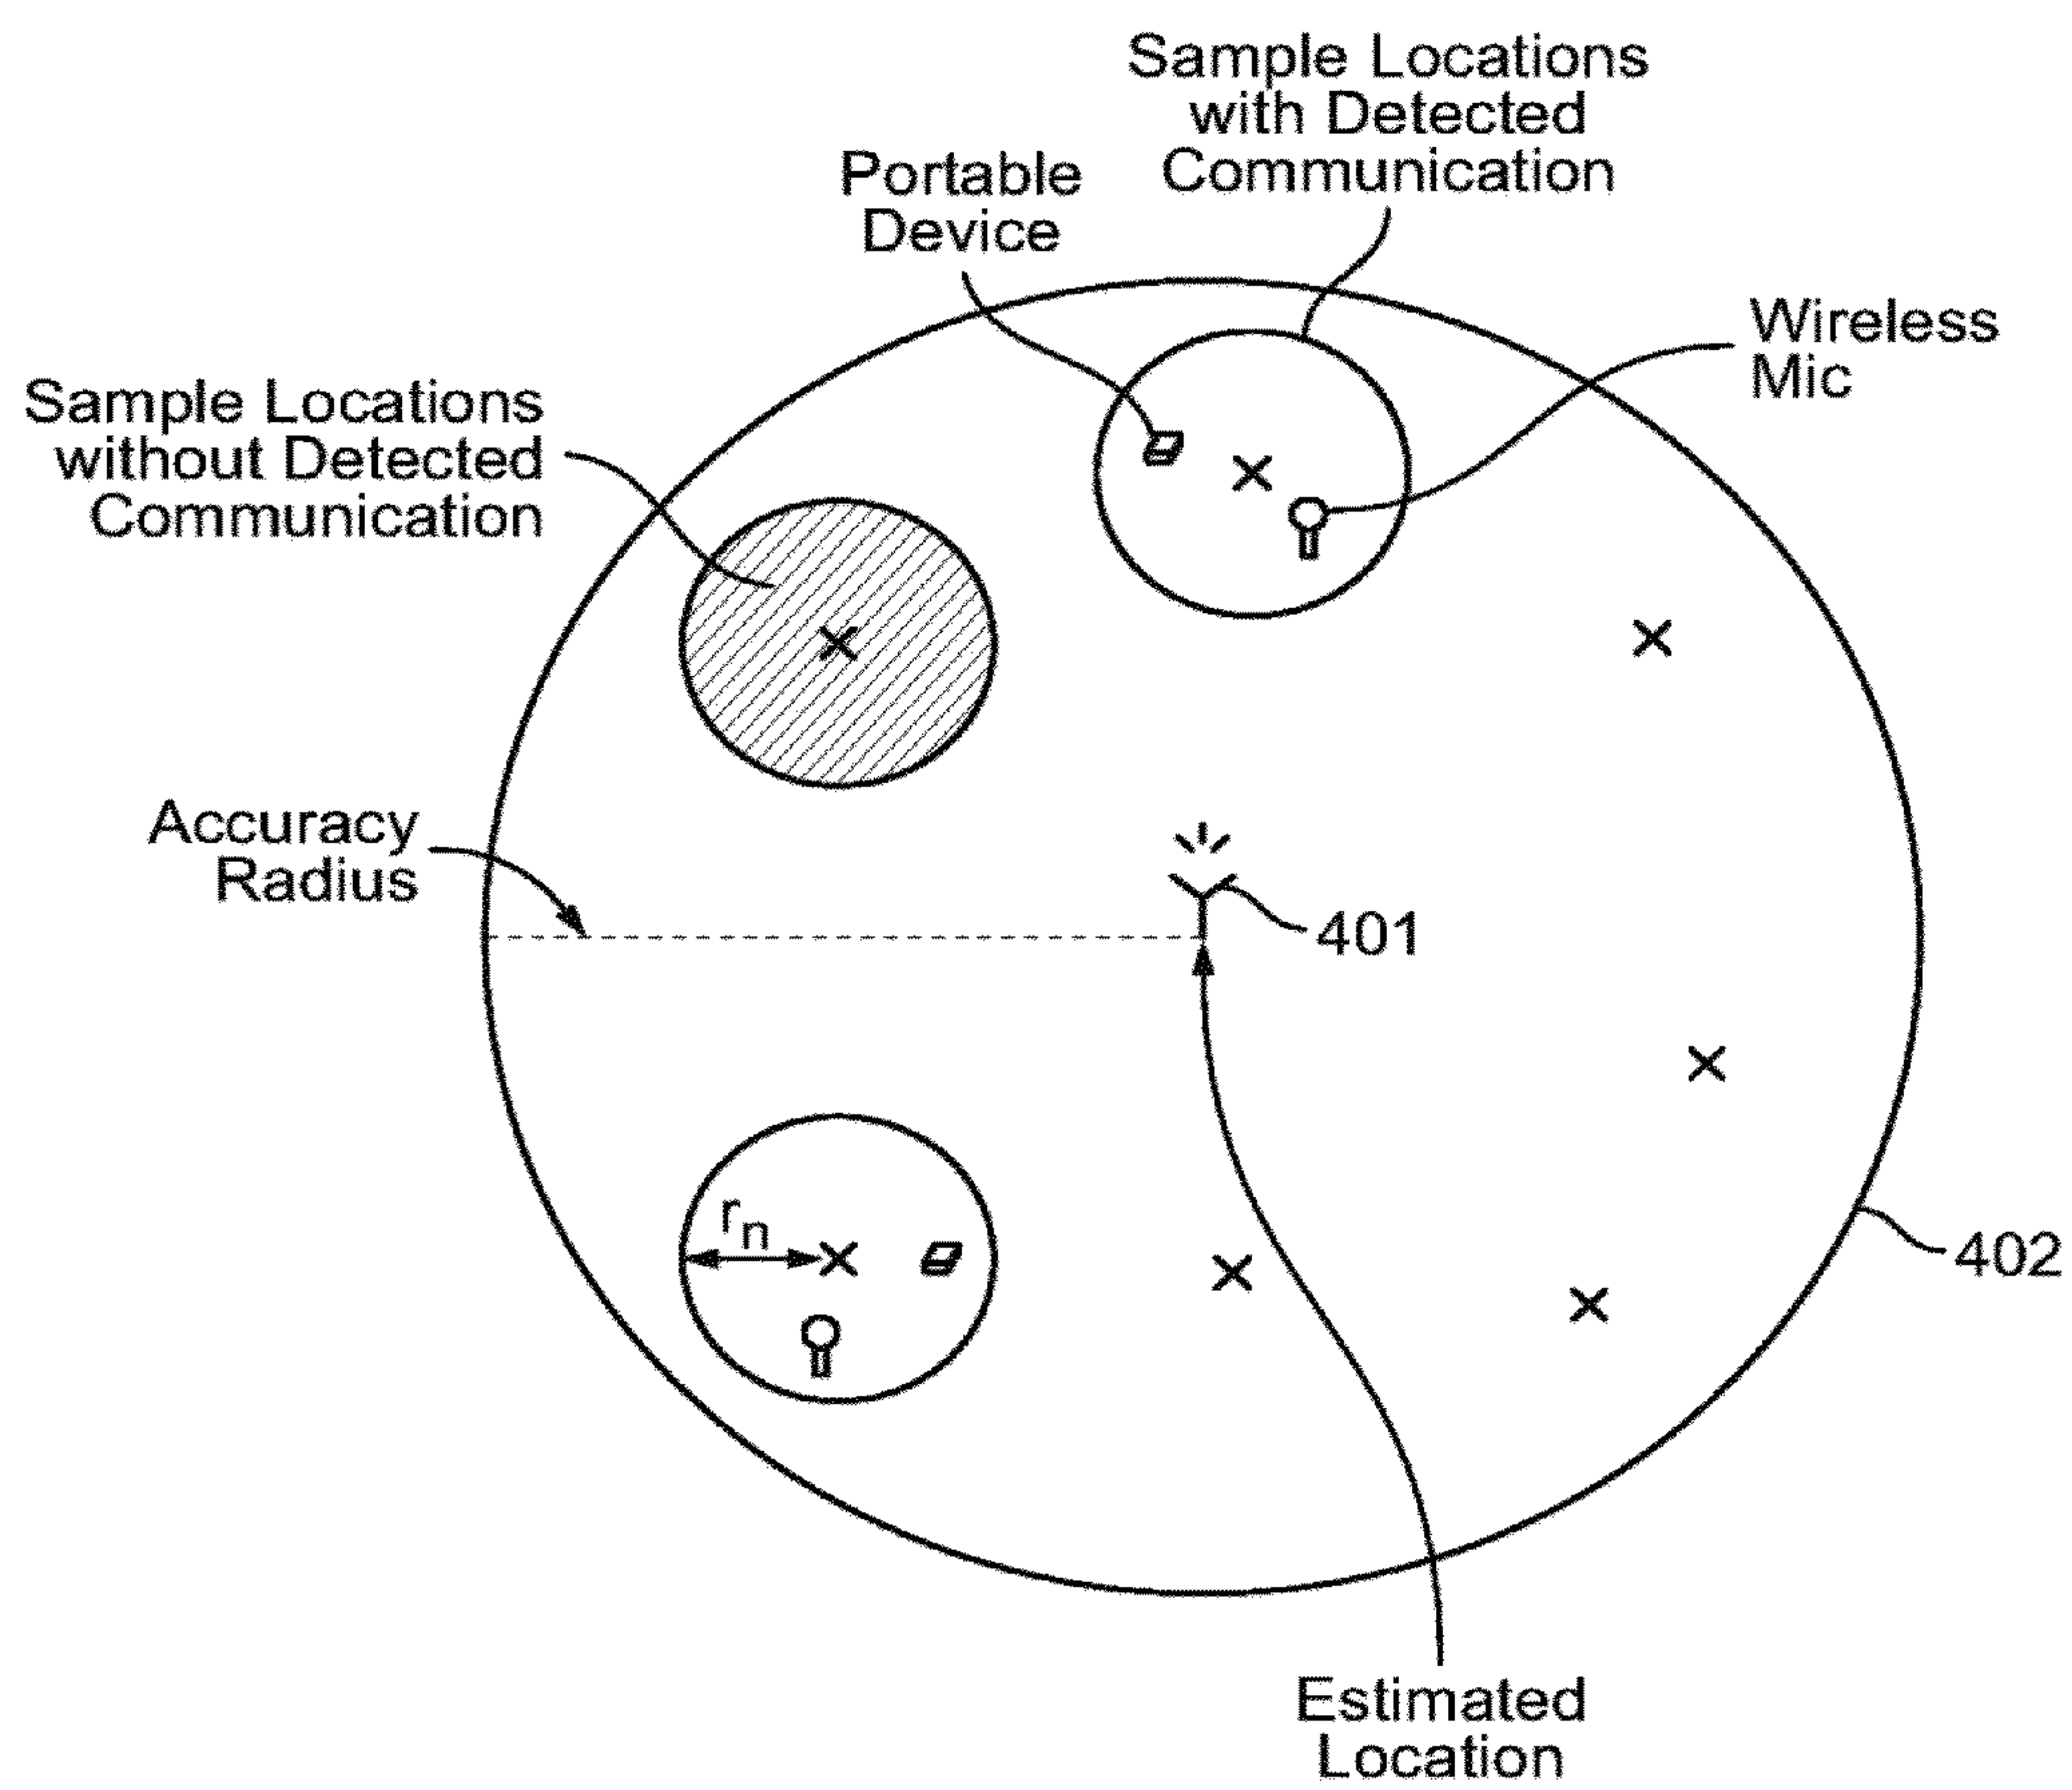 Sample Locations
with Detected
Communication
Portable
Device
Wireless
Mic
Sample Locations
without Detected
Communication
Accuracy
Radius
401
rn
402
Estimated
Location